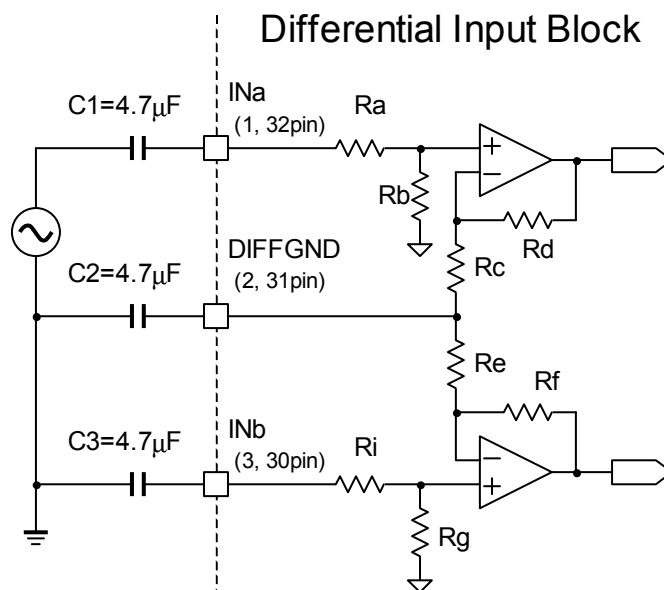 Differential Input Block
C1=4.7μF
INa
(1, 32pin)
Ra
+
−
Rb
Rd
Rc
C2=4.7μF
DIFFGND
(2, 31pin)
Re
Rf
C3=4.7μF
INb
(3, 30pin)
Ri
−
+
Rg